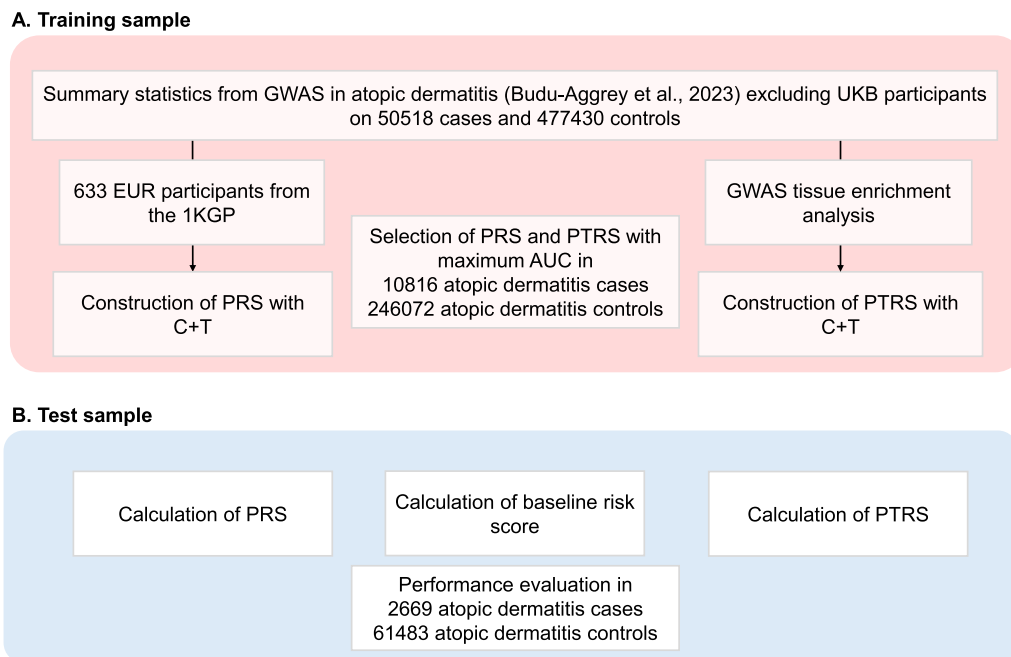 A. Training sample
Summary statistics from GWAS in atopic dermatitis (Budu-Aggrey et al., 2023) excluding UKB participants
on 50518 cases and 477430 controls
633 EUR participants from
the 1KGP
GWAS tissue enrichment
analysis
Selection of PRS and PTRS with
maximum AUC in
10816 atopic dermatitis cases
246072 atopic dermatitis controls
Construction of PRS with
C+T
Construction of PTRS with
C+T
B. Test sample
Calculation of PRS
Calculation of baseline risk
score
Calculation of PTRS
Performance evaluation in
2669 atopic dermatitis cases
61483 atopic dermatitis controls